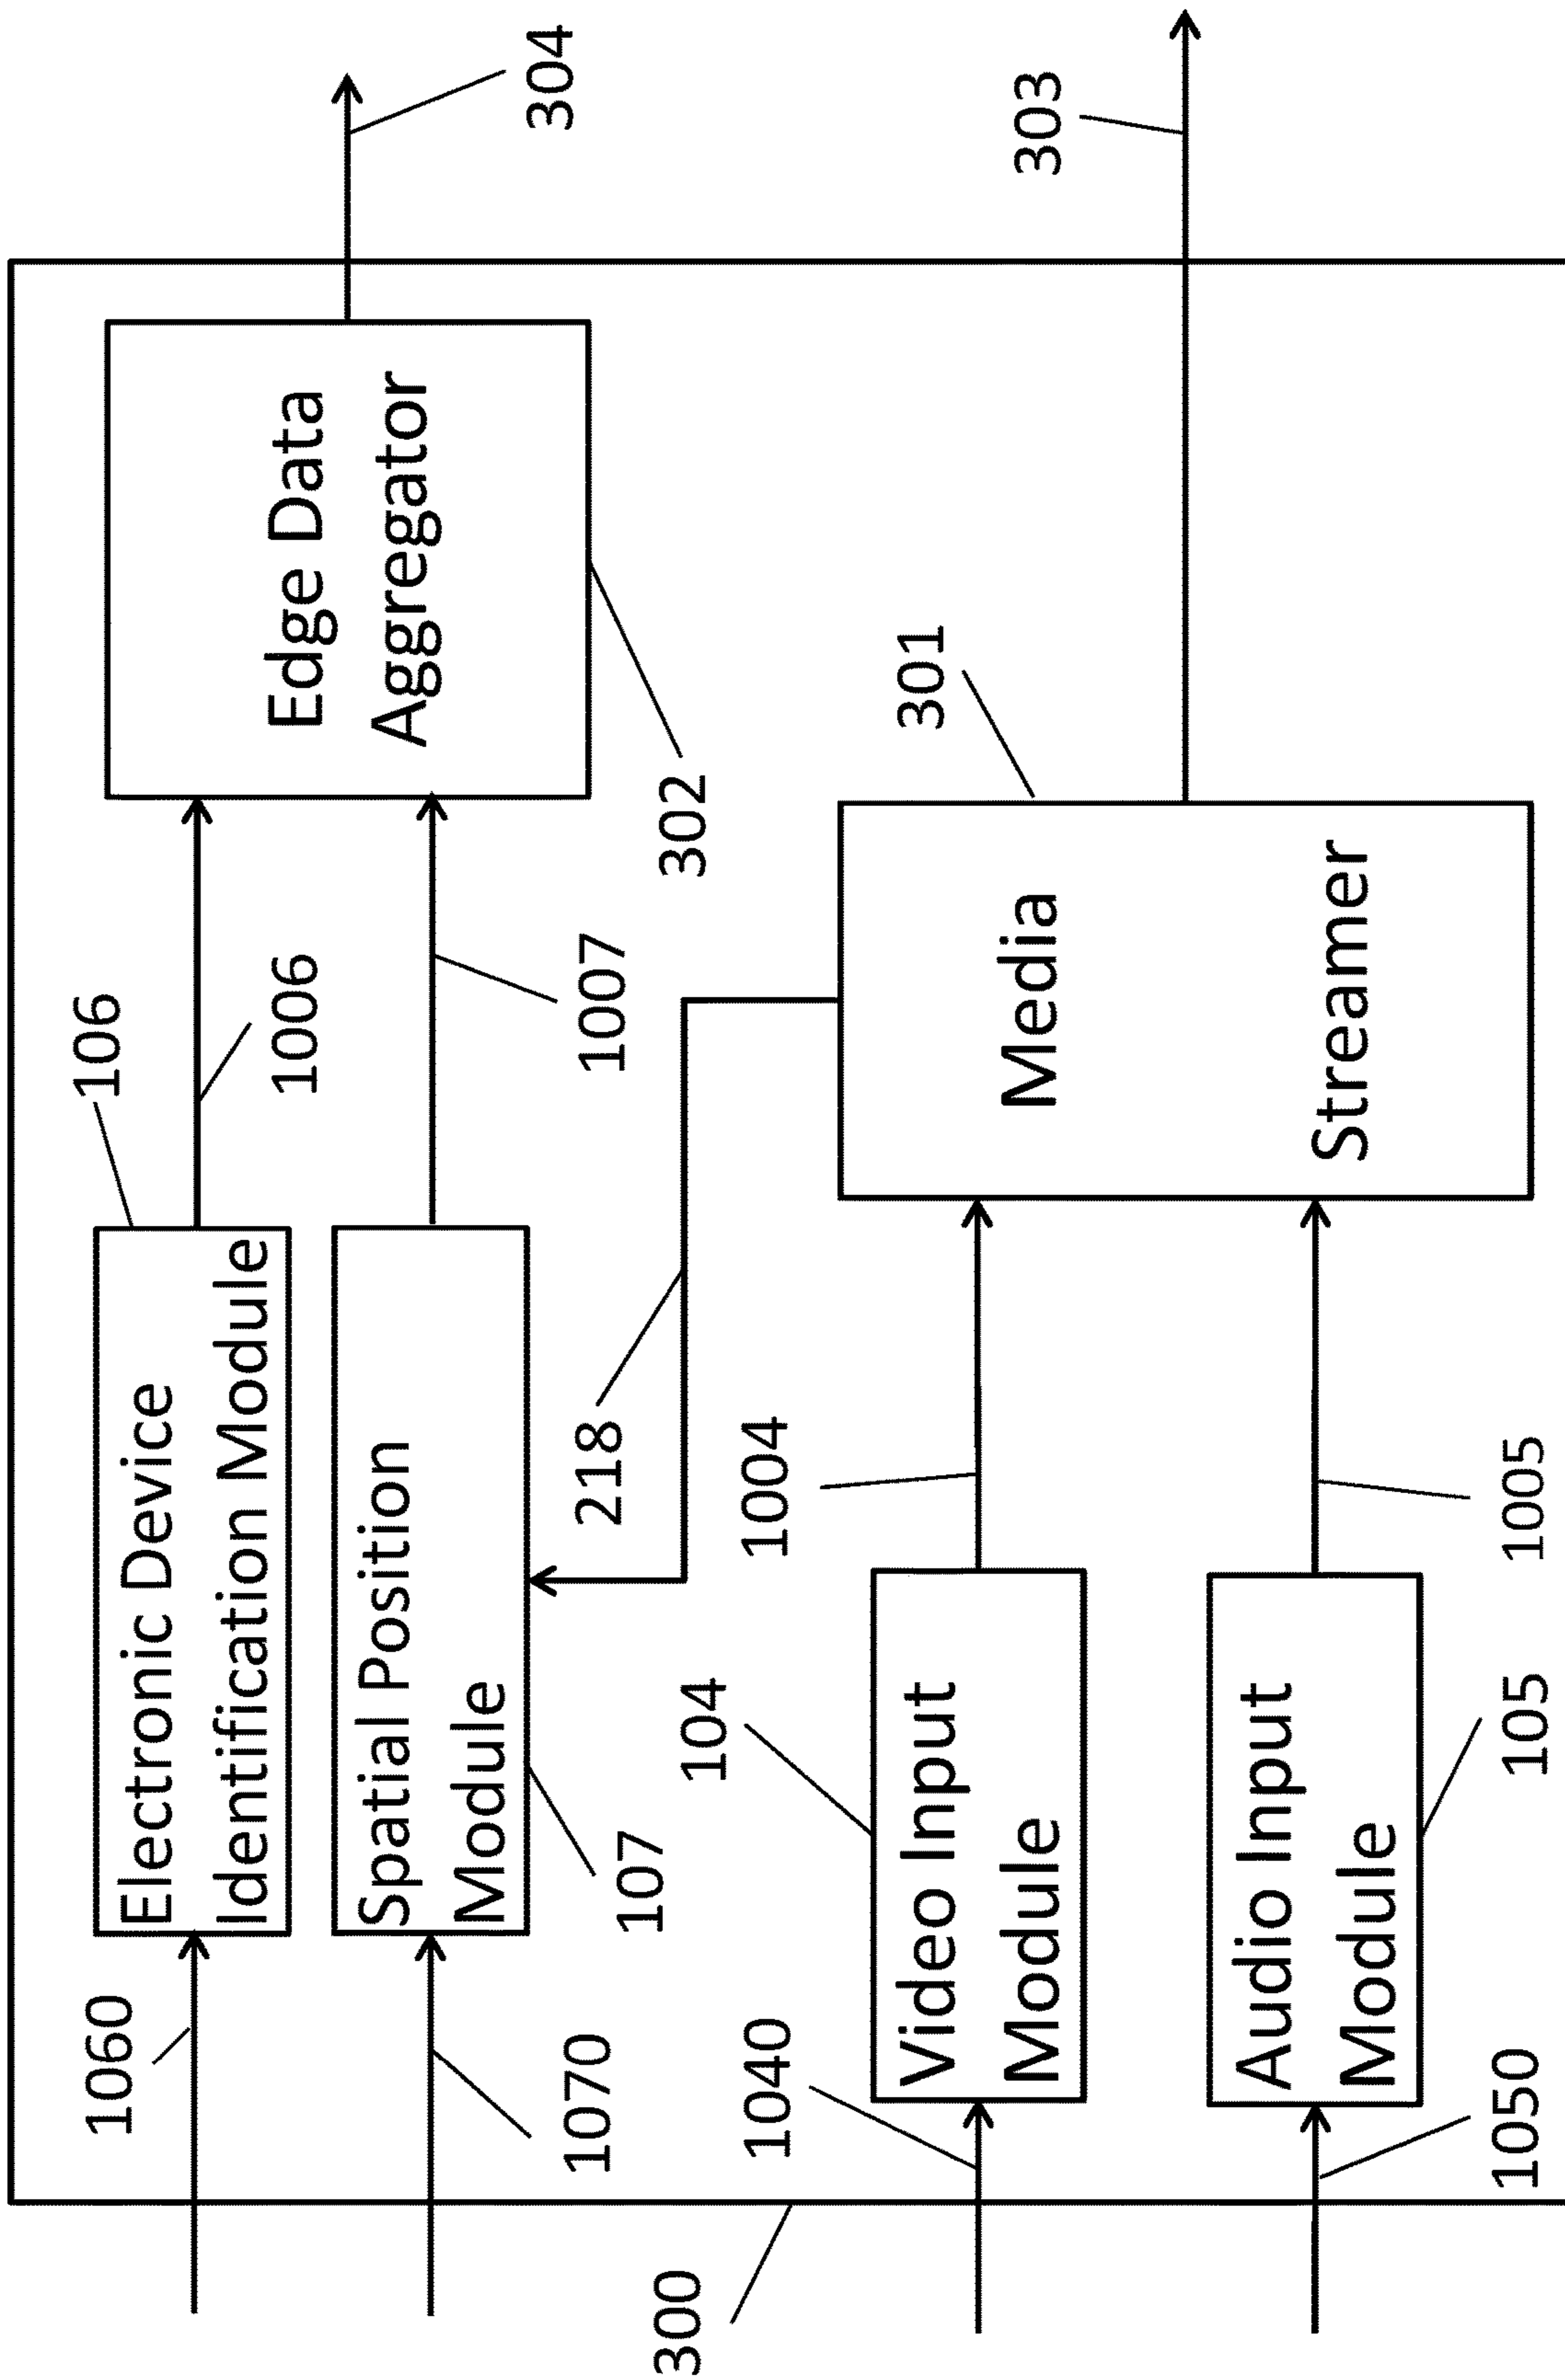 1060
Electronic Device
Identification Module
106
1006
Edge Data
Aggregator
304
1070
Spatial Position
Module
107
1007
302
218
300
1040
Video Input
Module
104
1004
Media
Streamer
301
303
1050
Audio Input
Module
105
1005